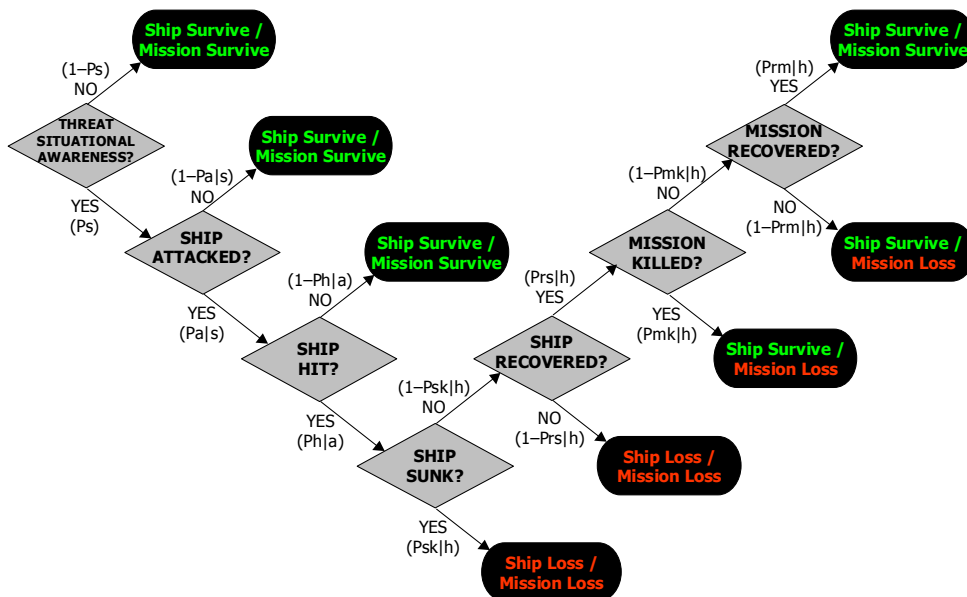 Ship Survive /
Mission Survive
(1–Ps)
NO
THREAT
SITUATIONAL
AWARENESS?
YES
(Ps)
Ship Survive /
Mission Survive
(1–Pa|s)
NO
SHIP
ATTACKED?
YES
(Pa|s)
Ship Survive /
Mission Survive
(1–Ph|a)
NO
SHIP
HIT?
YES
(Ph|a)
(1–Psk|h)
NO
SHIP
SUNK?
YES
(Psk|h)
Ship Loss /
Mission Loss
(Prs|h)
YES
SHIP
RECOVERED?
NO
(1–Prs|h)
Ship Loss /
Mission Loss
(1–Pmk|h)
NO
MISSION
KILLED?
YES
(Pmk|h)
Ship Survive /
Mission Loss
(Prm|h)
YES
MISSION
RECOVERED?
NO
(1–Prm|h)
Ship Survive /
Mission Loss
Ship Survive /
Mission Survive